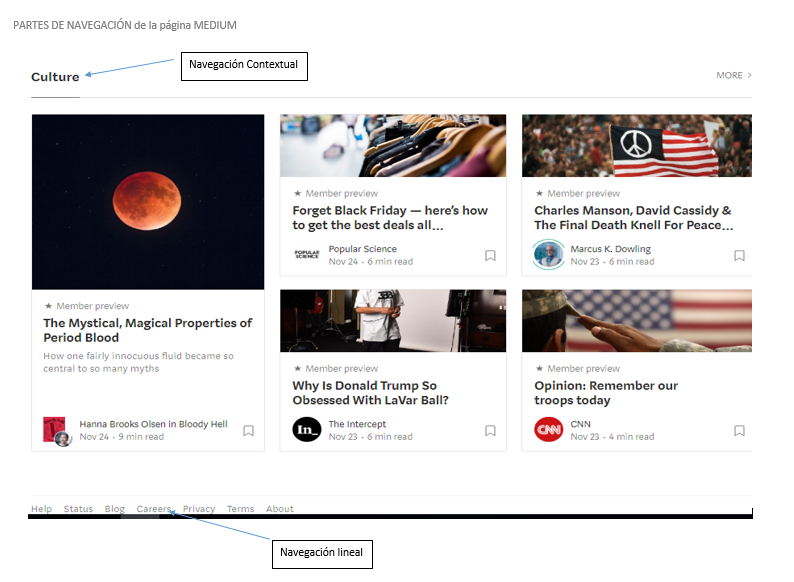 PARTES DE NAVEGACIÓN de la página MEDIUM
Navegación Contextual
Culture
MORE >
★ Member preview
The Mystical, Magical Properties of
Period Blood
How one fairly innocuous fluid became so
central to so many myths
Hanna Brooks Olsen in Bloody Hell
Nov 24 · 9 min read
★ Member preview
Forget Black Friday — here's how
to get the best deals all...
POPULAR
SCIENCE
Popular Science
Nov 24 · 6 min read
★ Member preview
Charles Manson, David Cassidy &
The Final Death Knell For Peace...
Marcus K. Dowling
Nov 23 · 6 min read
★ Member preview
Why Is Donald Trump So
Obsessed With LaVar Ball?
In_
The Intercept
Nov 23 · 6 min read
★ Member preview
Opinion: Remember our
troops today
CNN
CNN
Nov 23 · 4 min read
Help Status Blog Careers Privacy Terms About
Navegación lineal